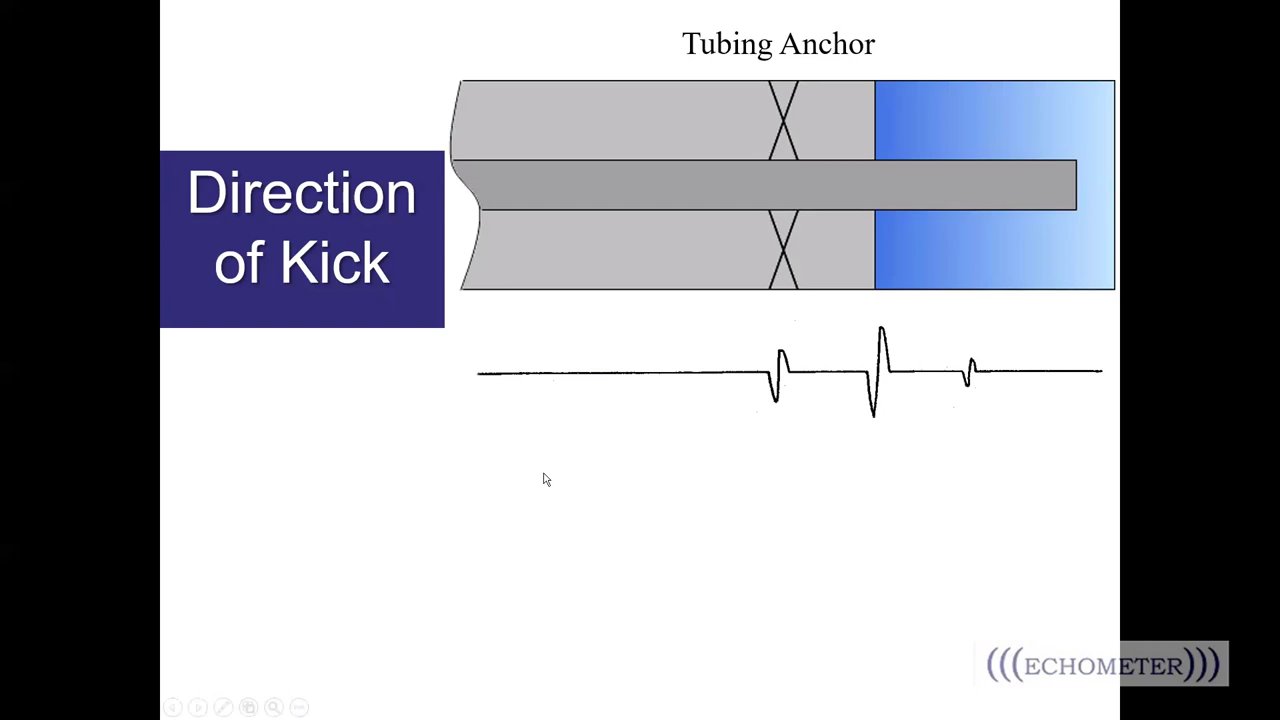 Tubing Anchor
Direction
of Kick
(((ECHOMETER)))